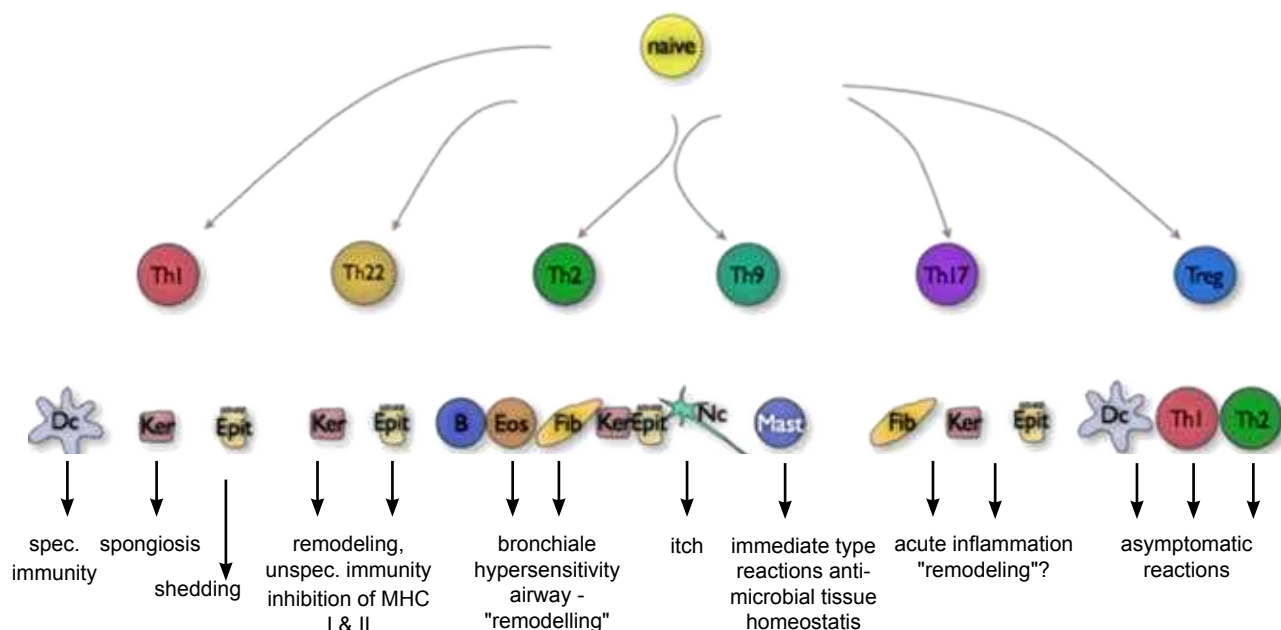 naive
Th1
Th22
Th2
Th9
Th17
Treg
Dc
Ker
Epit
Ker
Epit
B
Eos
Fib
Ker
Epit
Nc
Mast
Fib
Ker
Epit
Dc
Th1
Th2
spec.
immunity
spongiosis
shedding
remodeling,
unspec. immunity
inhibition of MHC
I & II
bronchiale
hypersensitivity
airway -
"remodelling"
itch
immediate type
reactions anti-
microbial tissue
homeostatis
acute inflammation
"remodeling"?
asymptomatic
reactions